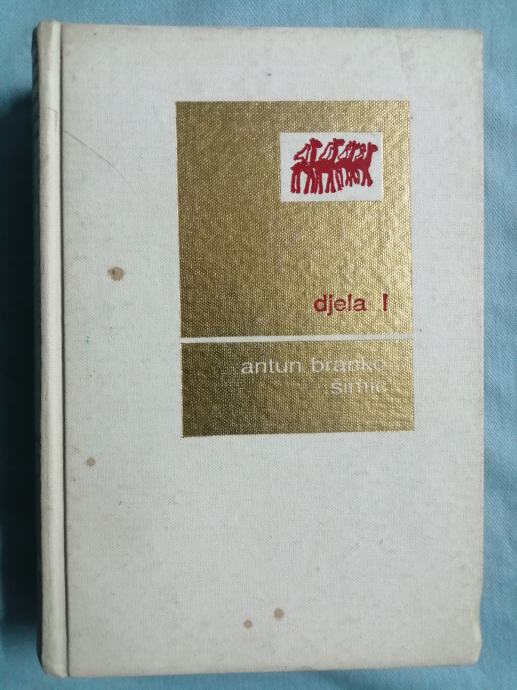 djela I
antun branko
šimić